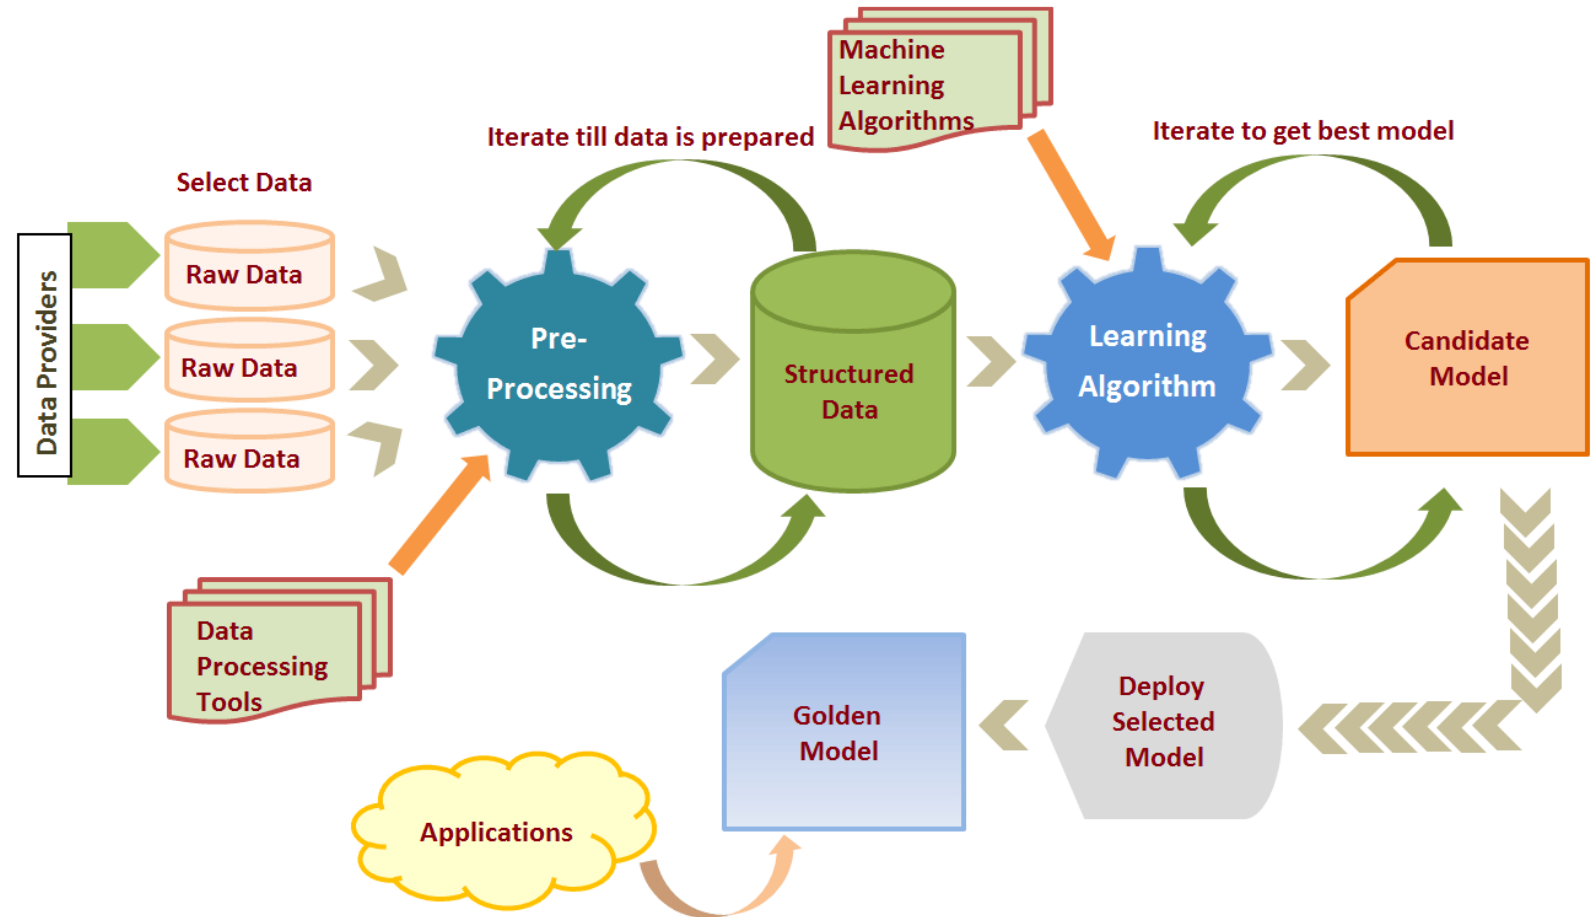 Machine
Learning
Algorithms
Iterate till data is prepared
Iterate to get best model
Select Data
Data Providers
Raw Data
Raw Data
Raw Data
Pre-
Processing
Structured
Data
Learning
Algorithm
Candidate
Model
Data
Processing
Tools
Golden
Model
Deploy
Selected
Model
Applications